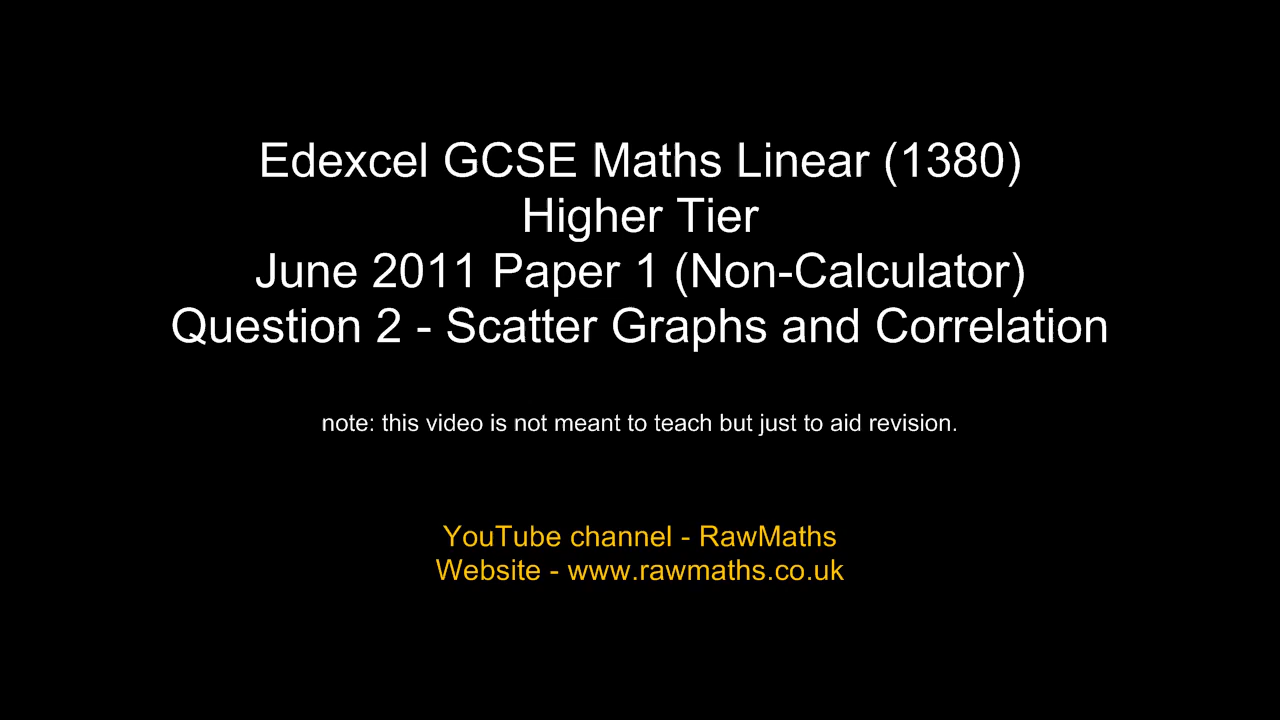 Edexcel GCSE Maths Linear (1380)
Higher Tier
June 2011 Paper 1 (Non-Calculator)
Question 2 - Scatter Graphs and Correlation
note: this video is not meant to teach but just to aid revision.
YouTube channel - RawMaths
Website - www.rawmaths.co.uk